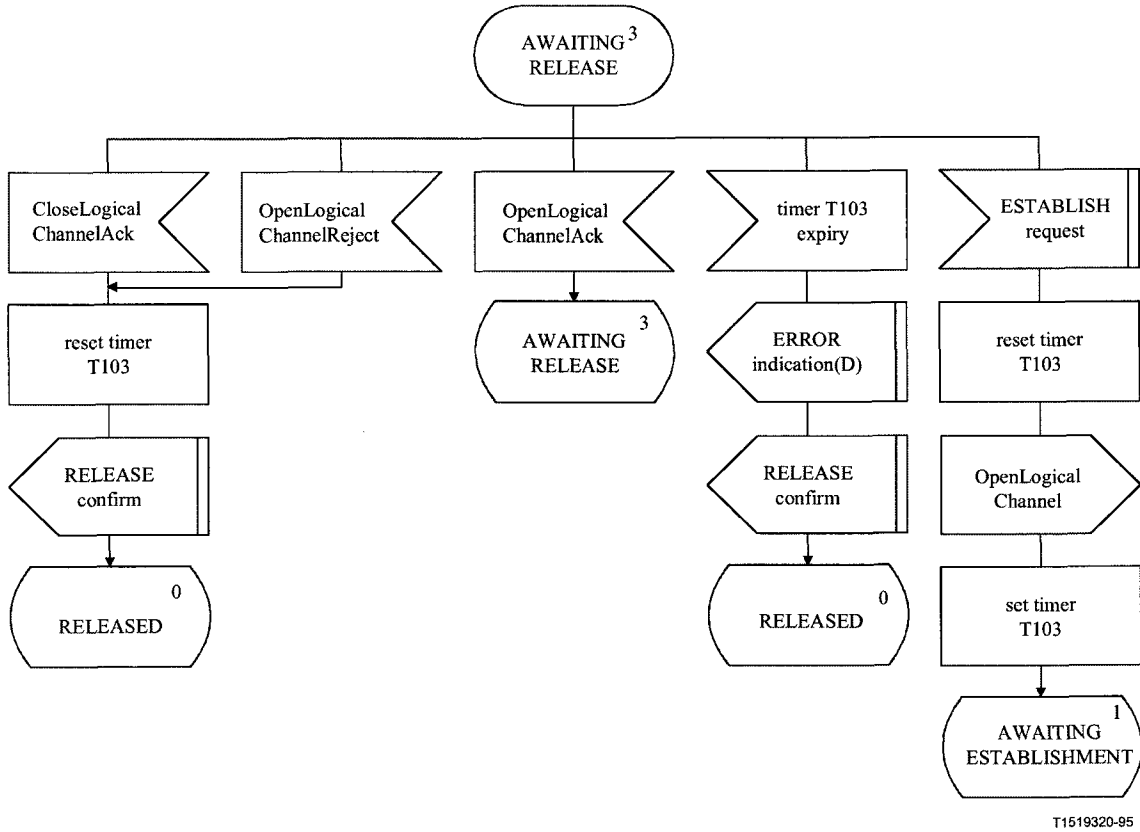 AWAITING 3
RELEASE
CloseLogical
ChannelAck
OpenLogical
ChannelReject
OpenLogical
ChannelAck
timer T103
expiry
ESTABLISH
request
reset timer
T103
3
AWAITING
RELEASE
ERROR
indication(D)
reset timer
T103
RELEASE
confirm
RELEASE
confirm
OpenLogical
Channel
0
RELEASED
0
RELEASED
set timer
T103
1
AWAITING
ESTABLISHMENT
T1519320-95